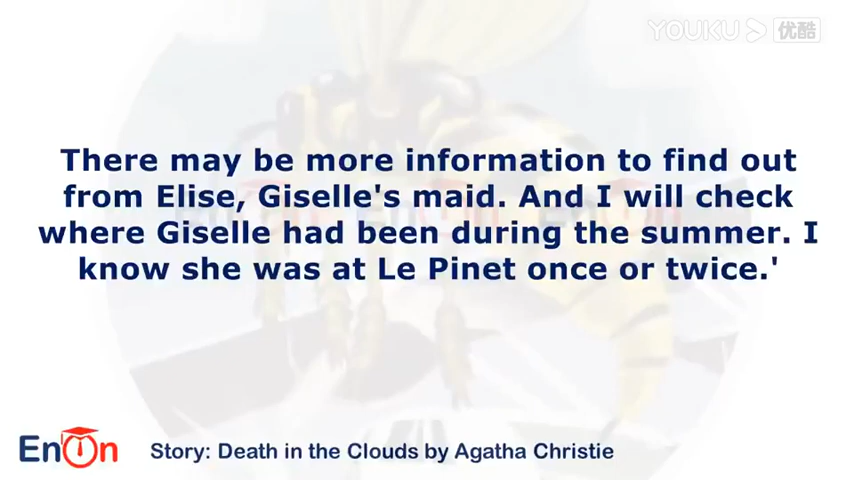 YOUKU 优酷
There may be more information to find out
from Elise, Giselle's maid. And I will check
where Giselle had been during the summer. I
know she was at Le Pinet once or twice.'
EnOn
Story: Death in the Clouds by Agatha Christie